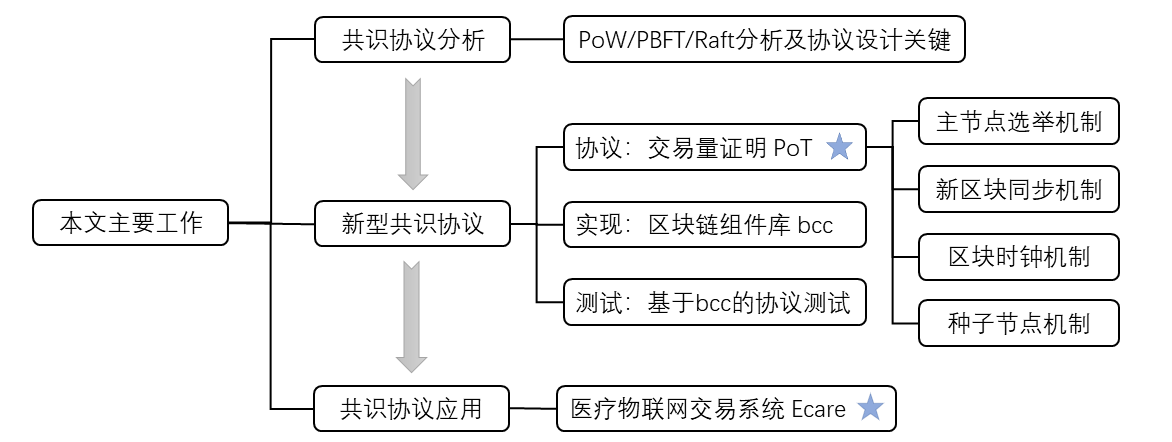 共识协议分析
PoW/PBFT/Raft分析及协议设计关键
主节点选举机制
协议：交易量证明 PoT
新区块同步机制
本文主要工作
新型共识协议
实现：区块链组件库 bcc
区块时钟机制
测试：基于bcc的协议测试
种子节点机制
共识协议应用
医疗物联网交易系统 Ecare